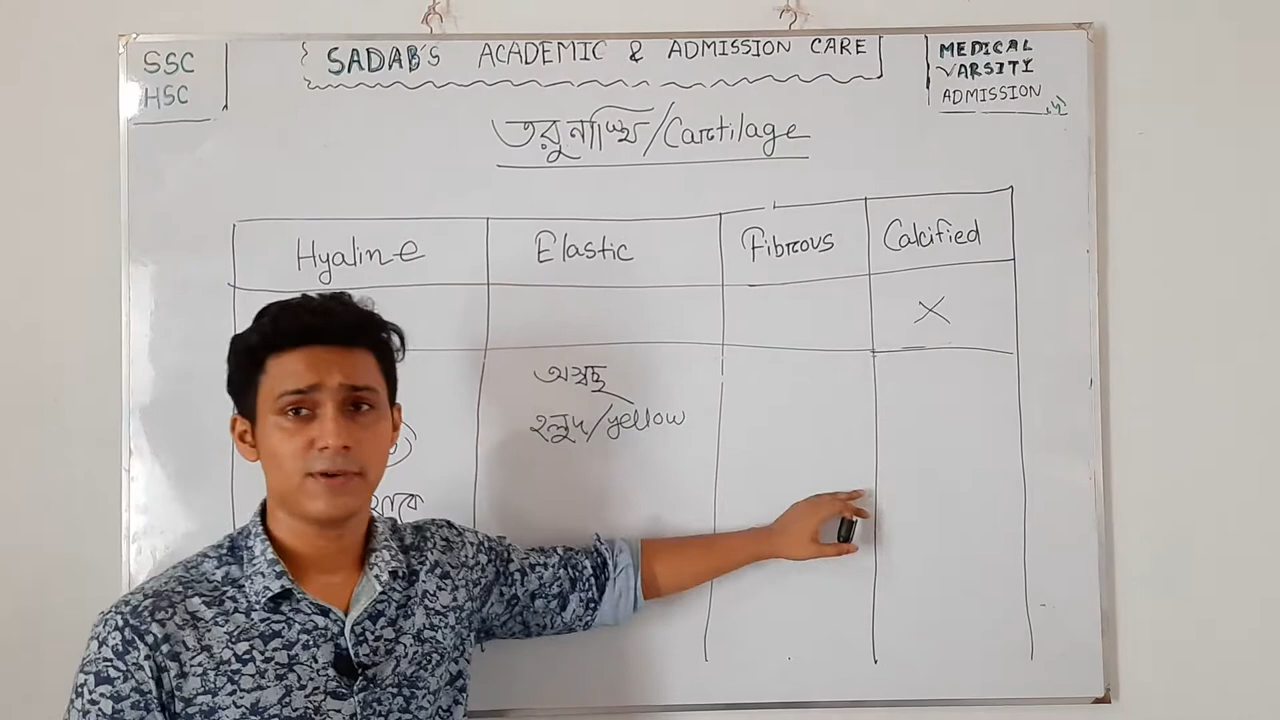 SSC
HSC
SADAB'S ACADEMIC & ADMISSION CARE
MEDICAL
VARSITY
ADMISSION
তরুনাস্থি/Cartilage
Hyaline
Elastic
Fibrous
Calcified
X
অস্বচ্ছ
হলুদ/yellow